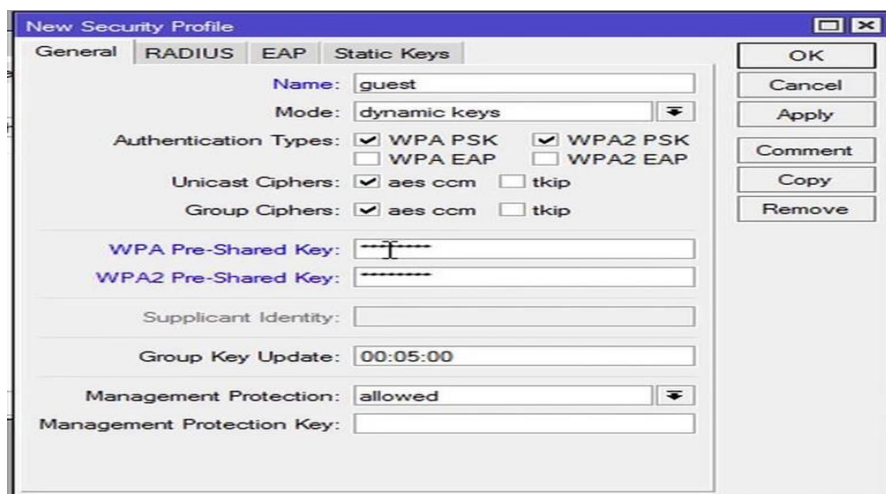 New Security Profile
General RADIUS EAP Static Keys
OK
Name: guest
Cancel
Mode: dynamic keys
Apply
Authentication Types: WPA PSK WPA2 PSK
WPA EAP WPA2 EAP
Comment
Unicast Ciphers: aes ccm tkip
Copy
Group Ciphers: aes ccm tkip
Remove
WPA Pre-Shared Key: *********
WPA2 Pre-Shared Key: *********
Supplicant Identity:
Group Key Update: 00:05:00
Management Protection: allowed
Management Protection Key: